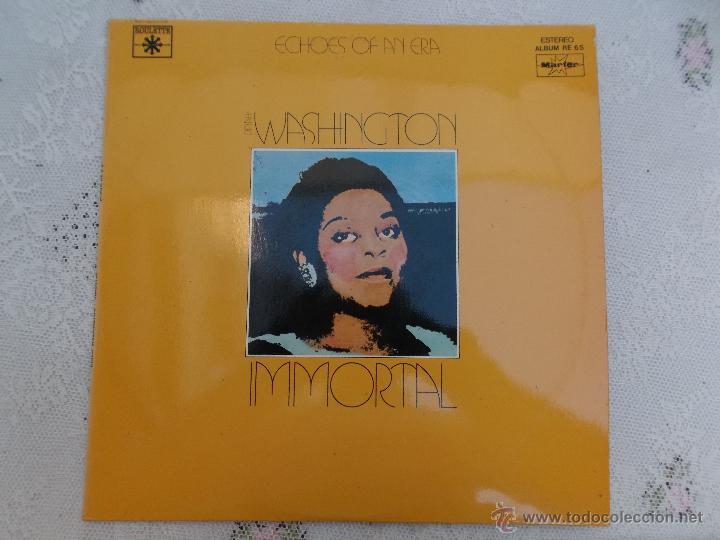 ROULETTE
ECHOES OF AN ERA
ESTEREO
ALBUM RE 65
Marfer
WASHINGTON
IMMORTAL
© www.todocoleccion.net